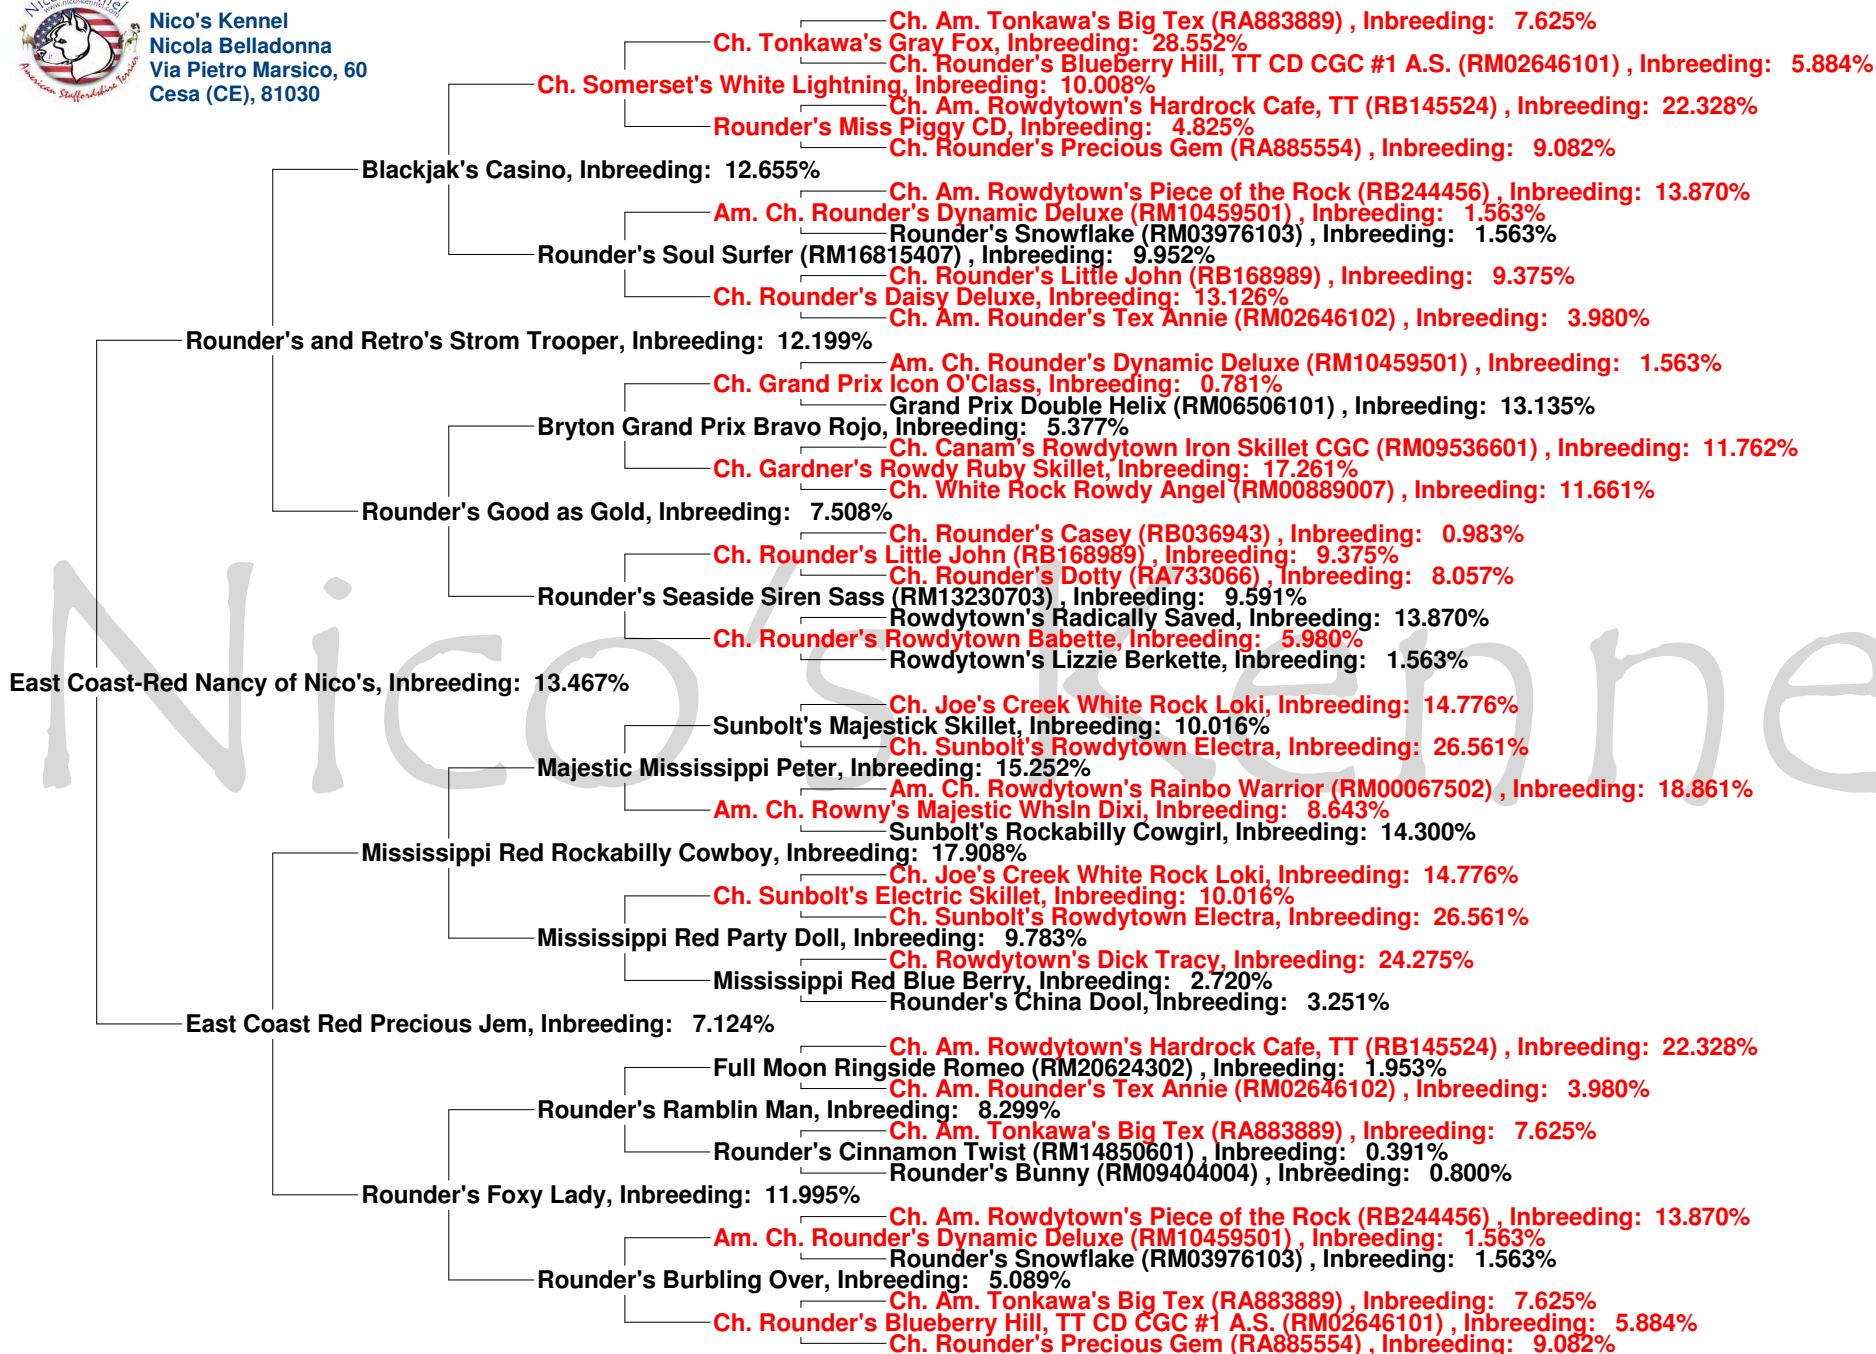 Nico's Kennel
www.nicoskennel.com
American Staffordshire Terrier
Nico's Kennel
Nicola Belladonna
Via Pietro Marsico, 60
Cesa (CE), 81030
Ch. Am. Tonkawa's Big Tex (RA883889) , Inbreeding: 7.625%
Ch. Tonkawa's Gray Fox, Inbreeding: 28.552%
Ch. Rounder's Blueberry Hill, TT CD CGC #1 A.S. (RM02646101) , Inbreeding: 5.884%
Ch. Somerset's White Lightning, Inbreeding: 10.008%
Ch. Am. Rowdytown's Hardrock Cafe, TT (RB145524) , Inbreeding: 22.328%
Rounder's Miss Piggy CD, Inbreeding: 4.825%
Ch. Rounder's Precious Gem (RA885554) , Inbreeding: 9.082%
Blackjak's Casino, Inbreeding: 12.655%
Ch. Am. Rowdytown's Piece of the Rock (RB244456) , Inbreeding: 13.870%
Am. Ch. Rounder's Dynamic Deluxe (RM10459501) , Inbreeding: 1.563%
Rounder's Snowflake (RM03976103) , Inbreeding: 1.563%
Rounder's Soul Surfer (RM16815407) , Inbreeding: 9.952%
Ch. Rounder's Little John (RB168989) , Inbreeding: 9.375%
Ch. Rounder's Daisy Deluxe, Inbreeding: 13.126%
Ch. Am. Rounder's Tex Annie (RM02646102) , Inbreeding: 3.980%
Rounder's and Retro's Strom Trooper, Inbreeding: 12.199%
Am. Ch. Rounder's Dynamic Deluxe (RM10459501) , Inbreeding: 1.563%
Ch. Grand Prix Icon O'Class, Inbreeding: 0.781%
Grand Prix Double Helix (RM06506101) , Inbreeding: 13.135%
Bryton Grand Prix Bravo Rojo, Inbreeding: 5.377%
Ch. Canam's Rowdytown Iron Skillet CGC (RM09536601) , Inbreeding: 11.762%
Ch. Gardner's Rowdy Ruby Skillet, Inbreeding: 17.261%
Ch. White Rock Rowdy Angel (RM00889007) , Inbreeding: 11.661%
Rounder's Good as Gold, Inbreeding: 7.508%
Ch. Rounder's Casey (RB036943) , Inbreeding: 0.983%
Ch. Rounder's Little John (RB168989) , Inbreeding: 9.375%
Ch. Rounder's Dotty (RA733066) , Inbreeding: 8.057%
Rounder's Seaside Siren Sass (RM13230703) , Inbreeding: 9.591%
Rowdytown's Radically Saved, Inbreeding: 13.870%
Ch. Rounder's Rowdytown Babette, Inbreeding: 5.980%
Rowdytown's Lizzie Berkette, Inbreeding: 1.563%
East Coast-Red Nancy of Nico's, Inbreeding: 13.467%
Nico's Kenne
Ch. Joe's Creek White Rock Loki, Inbreeding: 14.776%
Sunbolt's Majestick Skillet, Inbreeding: 10.016%
Ch. Sunbolt's Rowdytown Electra, Inbreeding: 26.561%
Majestic Mississippi Peter, Inbreeding: 15.252%
Am. Ch. Rowdytown's Rainbo Warrior (RM00067502) , Inbreeding: 18.861%
Am. Ch. Rowny's Majestic Whsln Dixi, Inbreeding: 8.643%
Sunbolt's Rockabilly Cowgirl, Inbreeding: 14.300%
Mississippi Red Rockabilly Cowboy, Inbreeding: 17.908%
Ch. Joe's Creek White Rock Loki, Inbreeding: 14.776%
Ch. Sunbolt's Electric Skillet, Inbreeding: 10.016%
Ch. Sunbolt's Rowdytown Electra, Inbreeding: 26.561%
Mississippi Red Party Doll, Inbreeding: 9.783%
Ch. Rowdytown's Dick Tracy, Inbreeding: 24.275%
Mississippi Red Blue Berry, Inbreeding: 2.720%
Rounder's China Dool, Inbreeding: 3.251%
East Coast Red Precious Jem, Inbreeding: 7.124%
Ch. Am. Rowdytown's Hardrock Cafe, TT (RB145524) , Inbreeding: 22.328%
Full Moon Ringside Romeo (RM20624302) , Inbreeding: 1.953%
Ch. Am. Rounder's Tex Annie (RM02646102) , Inbreeding: 3.980%
Rounder's Ramblin Man, Inbreeding: 8.299%
Ch. Am. Tonkawa's Big Tex (RA883889) , Inbreeding: 7.625%
Rounder's Cinnamon Twist (RM14850601) , Inbreeding: 0.391%
Rounder's Bunny (RM09404004) , Inbreeding: 0.800%
Rounder's Foxy Lady, Inbreeding: 11.995%
Ch. Am. Rowdytown's Piece of the Rock (RB244456) , Inbreeding: 13.870%
Am. Ch. Rounder's Dynamic Deluxe (RM10459501) , Inbreeding: 1.563%
Rounder's Snowflake (RM03976103) , Inbreeding: 1.563%
Rounder's Burbling Over, Inbreeding: 5.089%
Ch. Am. Tonkawa's Big Tex (RA883889) , Inbreeding: 7.625%
Ch. Rounder's Blueberry Hill, TT CD CGC #1 A.S. (RM02646101) , Inbreeding: 5.884%
Ch. Rounder's Precious Gem (RA885554) , Inbreeding: 9.082%